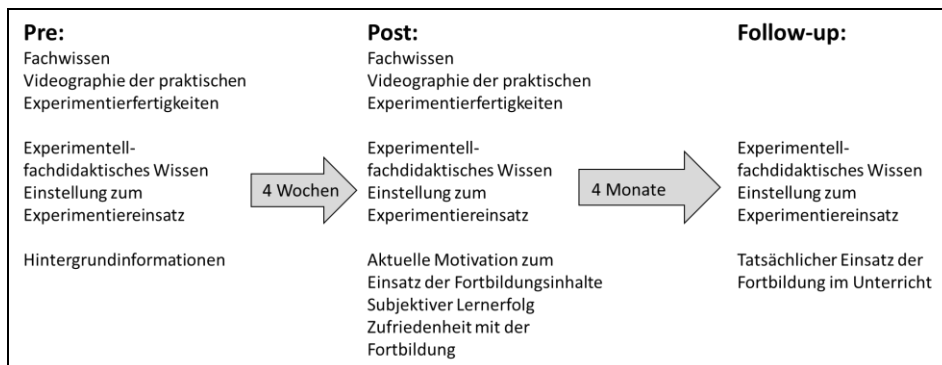 Pre:
Fachwissen
Videographie der praktischen
Experimentierfertigkeiten
Experimentell-
fachdidaktisches Wissen
Einstellung zum
Experimentiereinsatz
Hintergrundinformationen
4 Wochen
Post:
Fachwissen
Videographie der praktischen
Experimentierfertigkeiten
Experimentell-
fachdidaktisches Wissen
Einstellung zum
Experimentiereinsatz
Aktuelle Motivation zum
Einsatz der Fortbildungsinhalte
Subjektiver Lernerfolg
Zufriedenheit mit der
Fortbildung
4 Monate
Follow-up:
Experimentell-
fachdidaktisches Wissen
Einstellung zum
Experimentiereinsatz
Tatsächlicher Einsatz der
Fortbildung im Unterricht